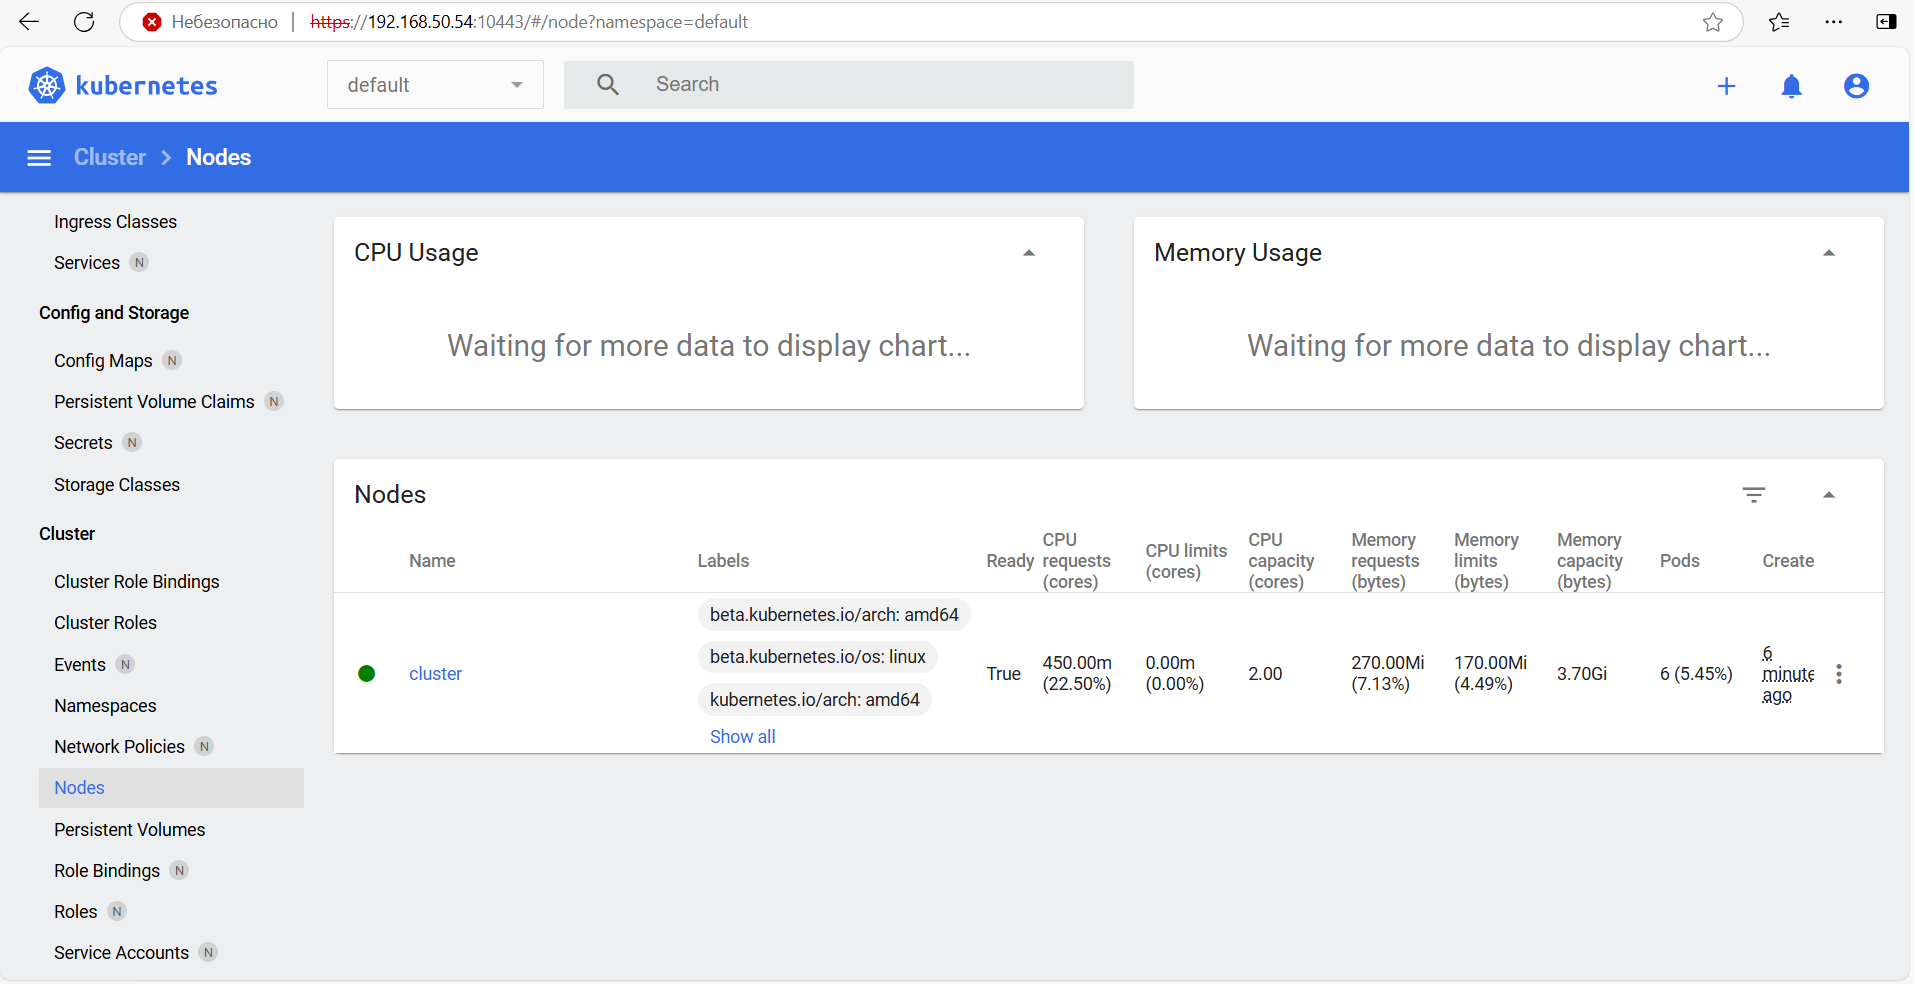 Небезопасно
https://192.168.50.54:10443/#/node?namespace=default
kubernetes
default
Search
Cluster
Nodes
Ingress Classes
Services N
Config and Storage
Config Maps N
Persistent Volume Claims N
Secrets N
Storage Classes
Cluster
Cluster Role Bindings
Cluster Roles
Events N
Namespaces
Network Policies N
Nodes
Persistent Volumes
Role Bindings N
Roles N
Service Accounts N
CPU Usage
Waiting for more data to display chart...
Memory Usage
Waiting for more data to display chart...
Nodes
Name
Labels
Ready
CPU
requests
(cores)
CPU limits
(cores)
CPU
capacity
(cores)
Memory
requests
(bytes)
Memory
limits
(bytes)
Memory
capacity
(bytes)
Pods
Create
cluster
beta.kubernetes.io/arch: amd64
beta.kubernetes.io/os: linux
kubernetes.io/arch: amd64
Show all
True
450.00m
(22.50%)
0.00m
(0.00%)
2.00
270.00Mi
(7.13%)
170.00Mi
(4.49%)
3.70Gi
6 (5.45%)
6
minute
ago